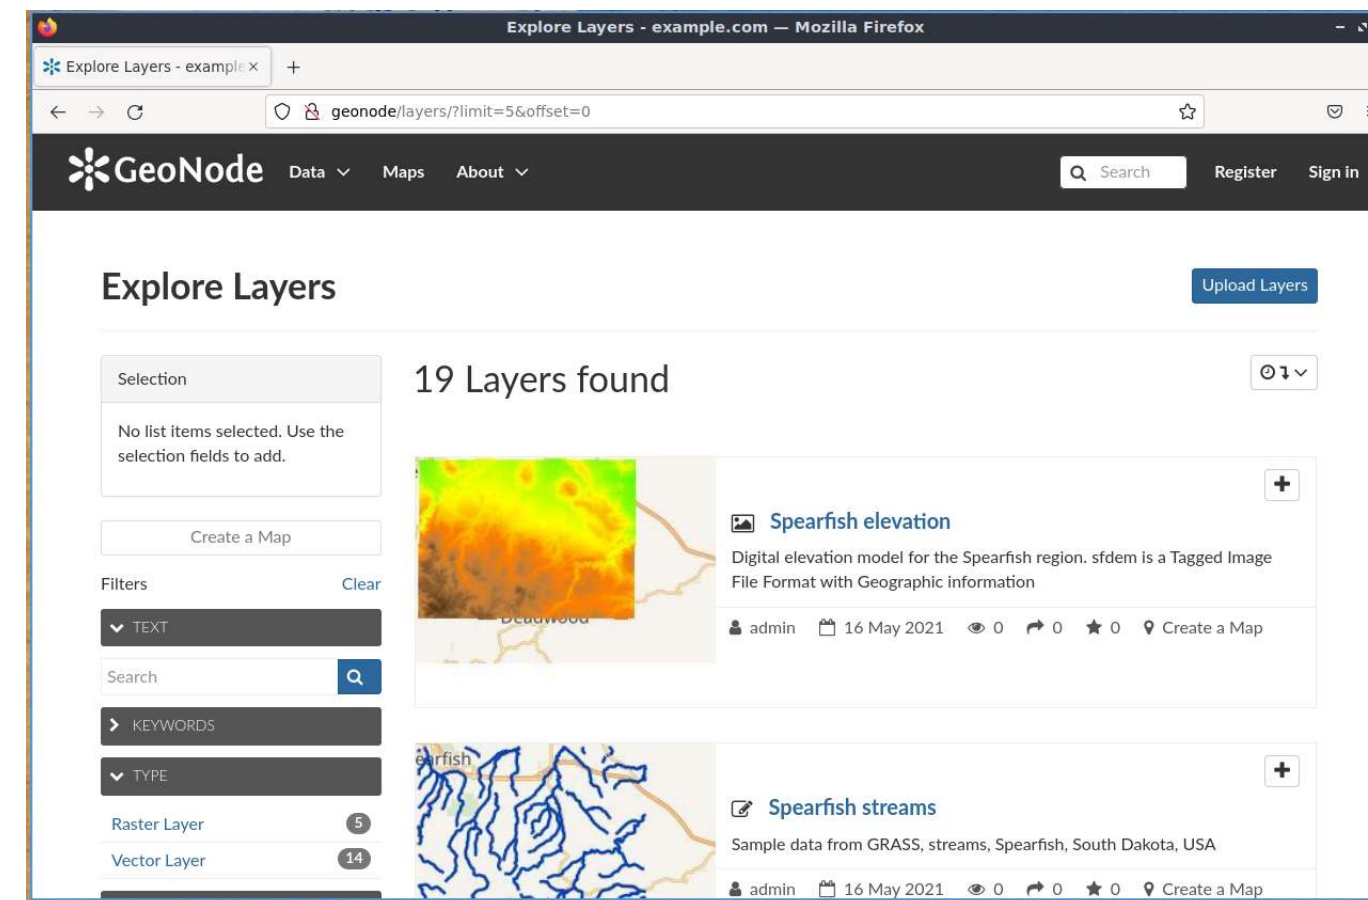 Explore Layers - example.com — Mozilla Firefox
Explore Layers - example
geonode/layers/?limit=5&offset=0
GeoNode Data Maps About Search Register Sign in
Explore Layers
Upload Layers
Selection
No list items selected. Use the
selection fields to add.
Create a Map
Filters Clear
TEXT
Search
KEYWORDS
TYPE
Raster Layer 5
Vector Layer 14
19 Layers found
Deadwood
Spearfish elevation
Digital elevation model for the Spearfish region. sfdem is a Tagged Image
File Format with Geographic information
admin 16 May 2021 0 0 0 Create a Map
earfish
Spearfish streams
Sample data from GRASS, streams, Spearfish, South Dakota, USA
admin 16 May 2021 0 0 0 Create a Map